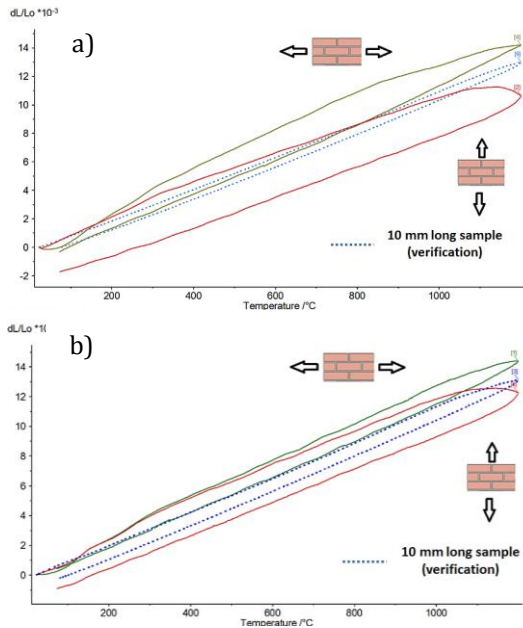 dL/Lo *10⁻³
a)
14
12
10
8
6
4
2
0
-2
10 mm long sample
(verification)
200 400 600 800 1000
Temperature /°C
dL/Lo *1(
b)
14
12
10
8
6
4
2
0
10 mm long sample
(verification)
200 400 600 800 1000
Temperature /°C